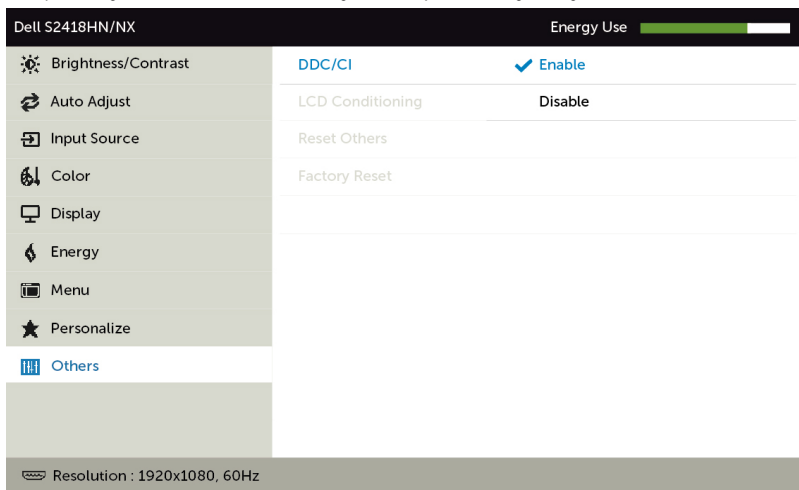 Dell S2418HN/NX
Energy Use
Brightness/Contrast
DDC/CI
Enable
Auto Adjust
LCD Conditioning
Disable
Input Source
Reset Others
Color
Factory Reset
Display
Energy
Menu
Personalize
Others
Resolution : 1920x1080, 60Hz